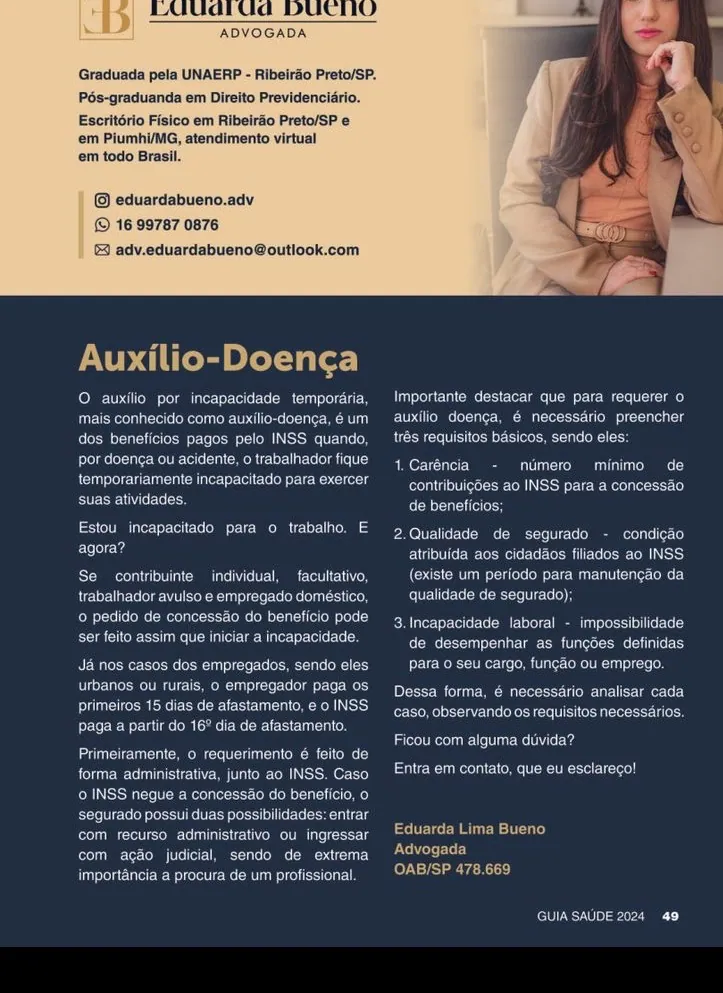 EB
Eduarda Bueno
ADVOGADA
Graduada pela UNAERP - Ribeirão Preto/SP.
Pós-graduanda em Direito Previdenciário.
Escritório Físico em Ribeirão Preto/SP e
em Piumhi/MG, atendimento virtual
em todo Brasil.
eduardabueno.adv
16 99787 0876
adv.eduardabueno@outlook.com
Auxílio-Doença
O auxílio por incapacidade temporária,
mais conhecido como auxílio-doença, é um
dos benefícios pagos pelo INSS quando,
por doença ou acidente, o trabalhador fique
temporariamente incapacitado para exercer
suas atividades.
Estou incapacitado para o trabalho. E
agora?
Se contribuinte individual, facultativo,
trabalhador avulso e empregado doméstico,
o pedido de concessão do benefício pode
ser feito assim que iniciar a incapacidade.
Já nos casos dos empregados, sendo eles
urbanos ou rurais, o empregador paga os
primeiros 15 dias de afastamento, e o INSS
paga a partir do 16º dia de afastamento.
Primeiramente, o requerimento é feito de
forma administrativa, junto ao INSS. Caso
o INSS negue a concessão do benefício, o
segurado possui duas possibilidades: entrar
com recurso administrativo ou ingressar
com ação judicial, sendo de extrema
importância a procura de um profissional.
Importante destacar que para requerer o
auxílio doença, é necessário preencher
três requisitos básicos, sendo eles:
1. Carência - número mínimo de
contribuições ao INSS para a concessão
de benefícios;
2. Qualidade de segurado - condição
atribuída aos cidadãos filiados ao INSS
(existe um período para manutenção da
qualidade de segurado);
3. Incapacidade laboral - impossibilidade
de desempenhar as funções definidas
para o seu cargo, função ou emprego.
Dessa forma, é necessário analisar cada
caso, observando os requisitos necessários.
Ficou com alguma dúvida?
Entra em contato, que eu esclareço!
Eduarda Lima Bueno
Advogada
OAB/SP 478.669
GUIA SAÚDE 2024 49